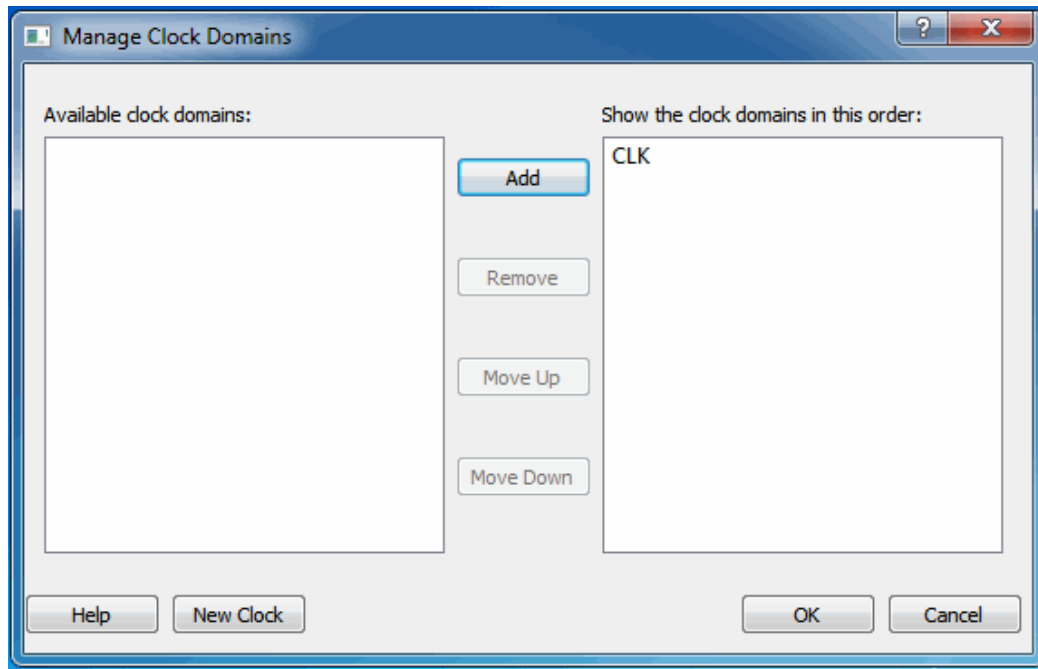 Manage Clock Domains
?
X
Available clock domains:
Show the clock domains in this order:
CLK
Add
Remove
Move Up
Move Down
Help
New Clock
OK
Cancel